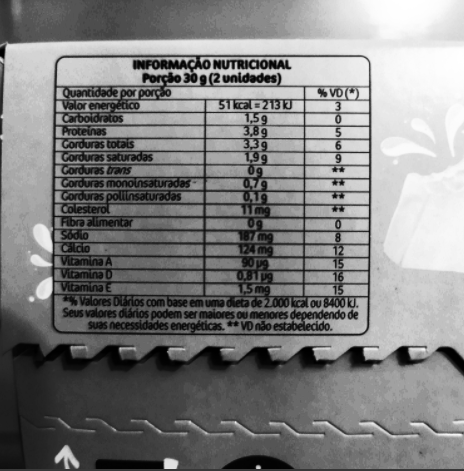 INFORMAÇÃO NUTRICIONAL
Porção 30 g (2 unidades)
Quantidade por porção % VD (*)
Valor energético 51 kcal = 213 kJ 3
Carboidratos 1,5 g 0
Proteínas 3,8 g 5
Gorduras totais 3,3 g 6
Gorduras saturadas 1,9 g 9
Gorduras trans 0 g **
Gorduras monoinsaturadas 0,7 g **
Gorduras poliinsaturadas 0,1 g **
Colesterol 11 mg **
Fibra alimentar 0 g 0
Sódio 187 mg 8
Cálcio 124 mg 12
Vitamina A 90 µg 15
Vitamina D 0,81 µg 16
Vitamina E 1,5 mg 15
*% Valores Diários com base em uma dieta de 2.000 kcal ou 8400 kJ.
Seus valores diários podem ser maiores ou menores dependendo de
suas necessidades energéticas. ** VD não estabelecido.